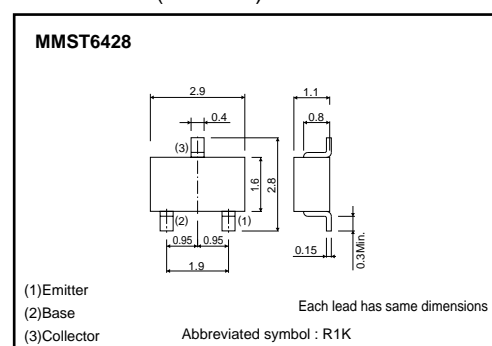 MMST6428
2.9
1.1
0.4
0.8
(3)
1.6
2.8
(2)
(1)
0.95
0.95
0.15
0.3Min.
1.9
(1)Emitter
(2)Base
(3)Collector
Each lead has same dimensions
Abbreviated symbol : R1K